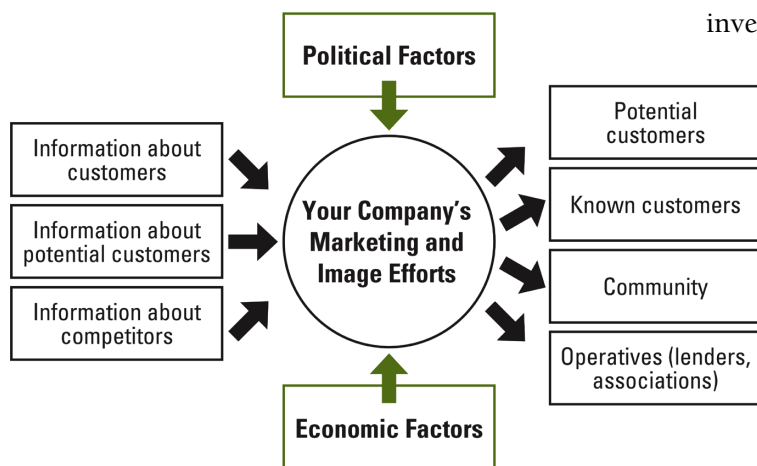 inve
Political Factors
Information about
customers
Information about
potential customers
Information about
competitors
Your Company's
Marketing and
Image Efforts
Potential
customers
Known customers
Community
Operatives (lenders,
associations)
Economic Factors